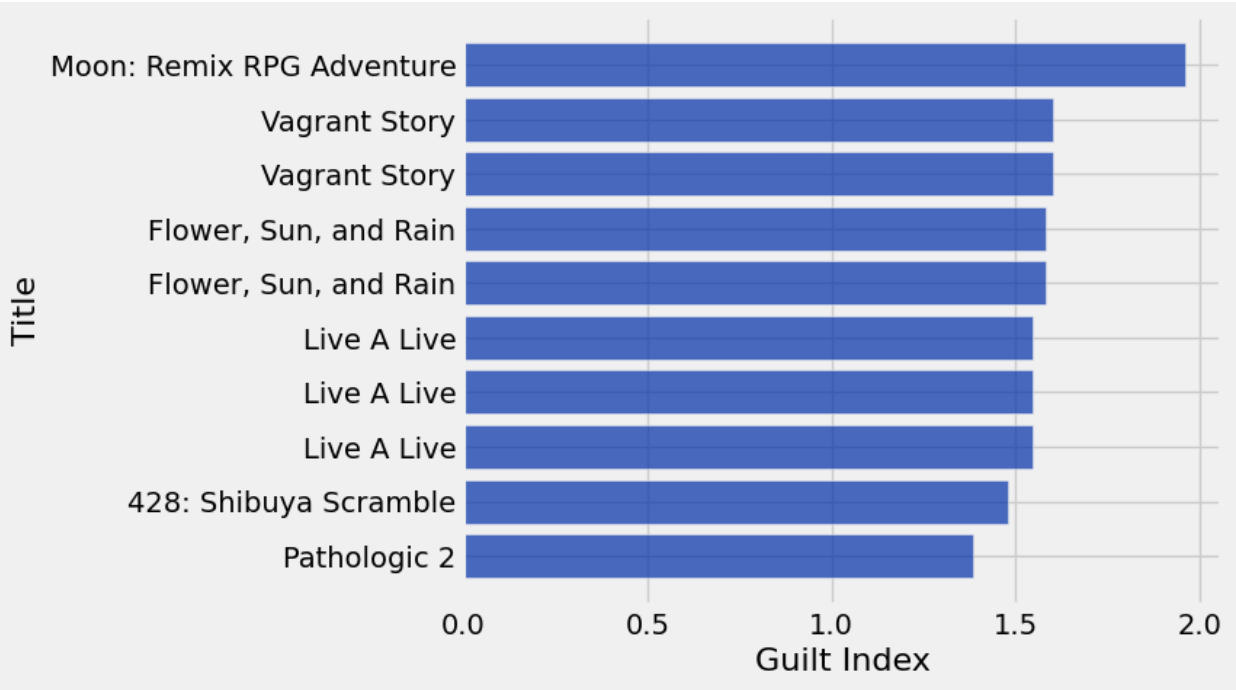 Moon: Remix RPG Adventure
Vagrant Story
Vagrant Story
Flower, Sun, and Rain
Flower, Sun, and Rain
Live A Live
Live A Live
Live A Live
428: Shibuya Scramble
Pathologic 2
Title
0.0 0.5 1.0 1.5 2.0
Guilt Index